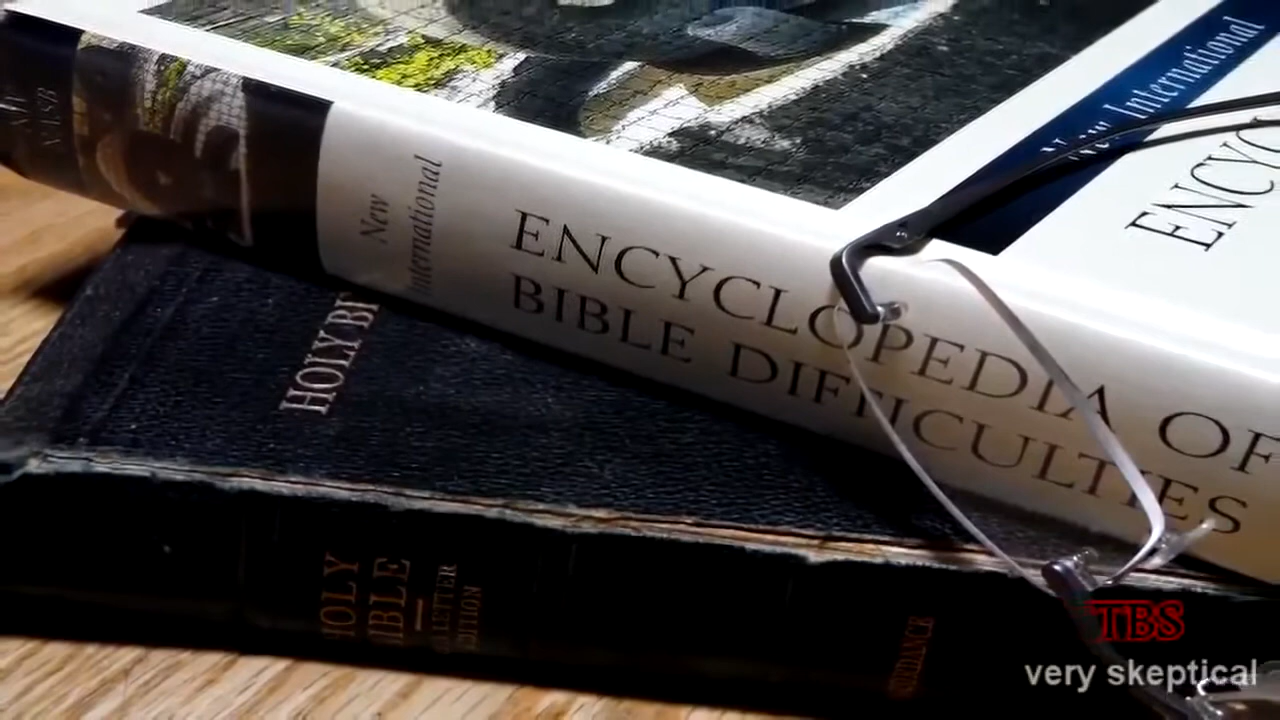 New International
ENCYC
New
International
ENCYCLOPEDIA OF
BIBLE DIFFICULTIES
HOLY BI
HOLY
BIBLE
LETTER
EDITION
TBS
very skeptical